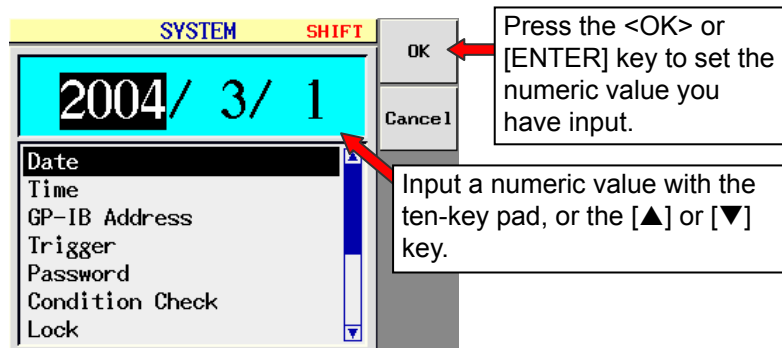 SYSTEM SHIFT
2004/ 3/ 1
Date
Time
GP-IB Address
Trigger
Password
Condition Check
Lock
OK
Cancel
Press the <OK> or
[ENTER] key to set the
numeric value you
have input.
Input a numeric value with the
ten-key pad, or the [▲] or [▼]
key.